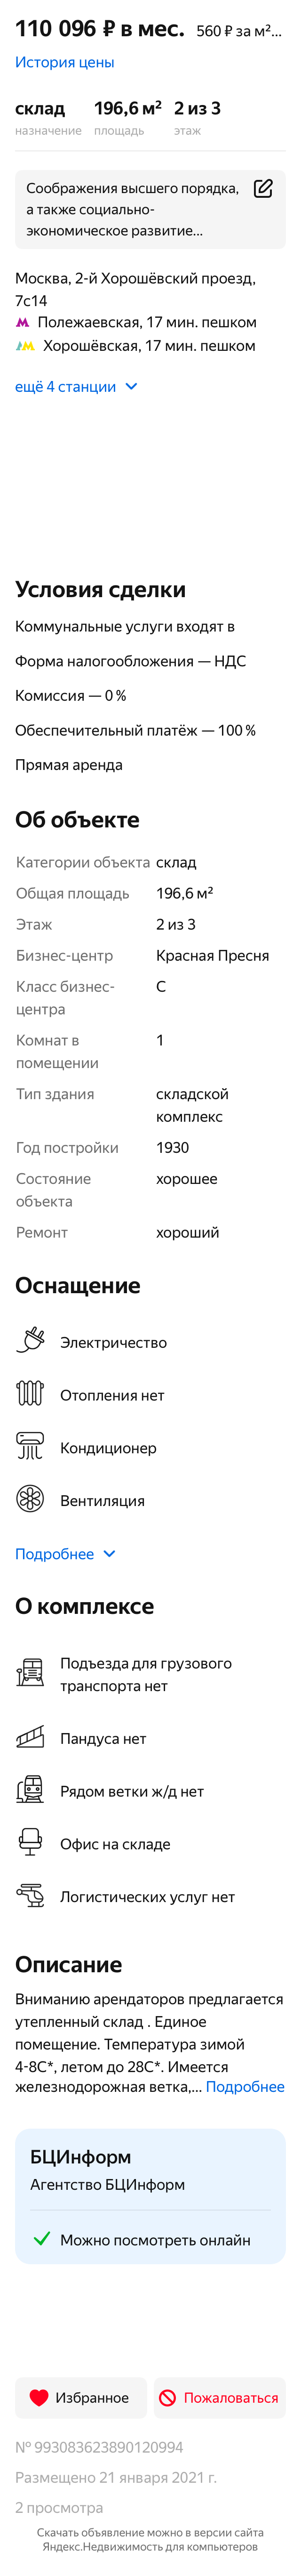 110 096 ₽ в мес. 560 ₽ за м²...
История цены
склад 196,6 м² 2 из 3
назначение площадь этаж
Соображения высшего порядка,
а также социально-
экономическое развитие...
Москва, 2-й Хорошёвский проезд,
7с14
Полежаевская, 17 мин. пешком
Хорошёвская, 17 мин. пешком
ещё 4 станции
Условия сделки
Коммунальные услуги входят в
Форма налогообложения — НДС
Комиссия — 0 %
Обеспечительный платёж — 100 %
Прямая аренда
Об объекте
Категории объекта склад
Общая площадь 196,6 м²
Этаж 2 из 3
Бизнес-центр Красная Пресня
Класс бизнес- C
центра
Комнат в 1
помещении
Тип здания складской
комплекс
Год постройки 1930
Состояние хорошее
объекта
Ремонт хороший
Оснащение
Электричество
Отопления нет
Кондиционер
Вентиляция
Подробнее
О комплексе
Подъезда для грузового
транспорта нет
Пандуса нет
Рядом ветки ж/д нет
Офис на складе
Логистических услуг нет
Описание
Вниманию арендаторов предлагается
утепленный склад . Единое
помещение. Температура зимой
4-8С*, летом до 28С*. Имеется
железнодорожная ветка,... Подробнее
БЦИнформ
Агентство БЦИнформ
Можно посмотреть онлайн
Избранное Пожаловаться
№ 993083623890120994
Размещено 21 января 2021 г.
2 просмотра
Скачать объявление можно в версии сайта
Яндекс.Недвижимость для компьютеров